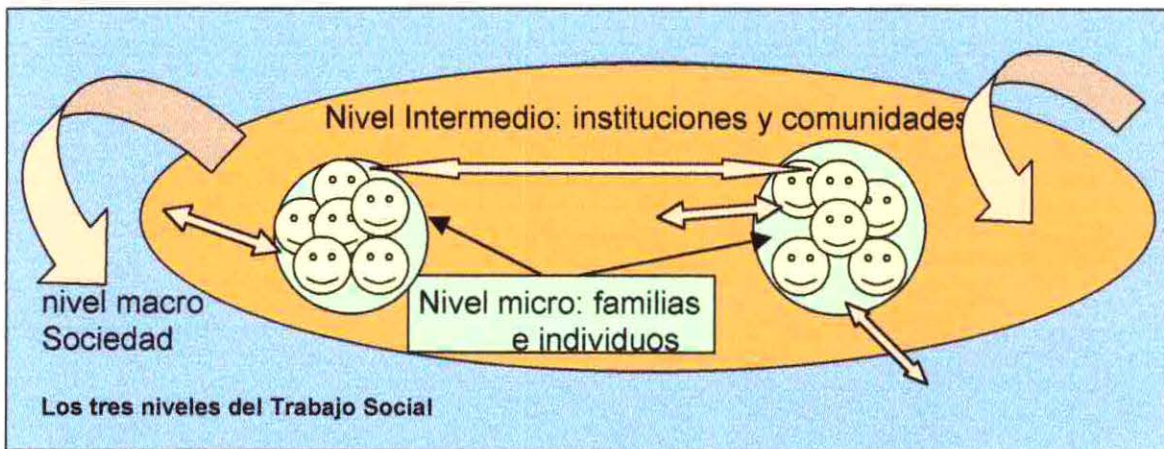 Nivel Intermedio: instituciones y comunidades
nivel macro
Sociedad
Nivel micro: familias
e individuos
Los tres niveles del Trabajo Social